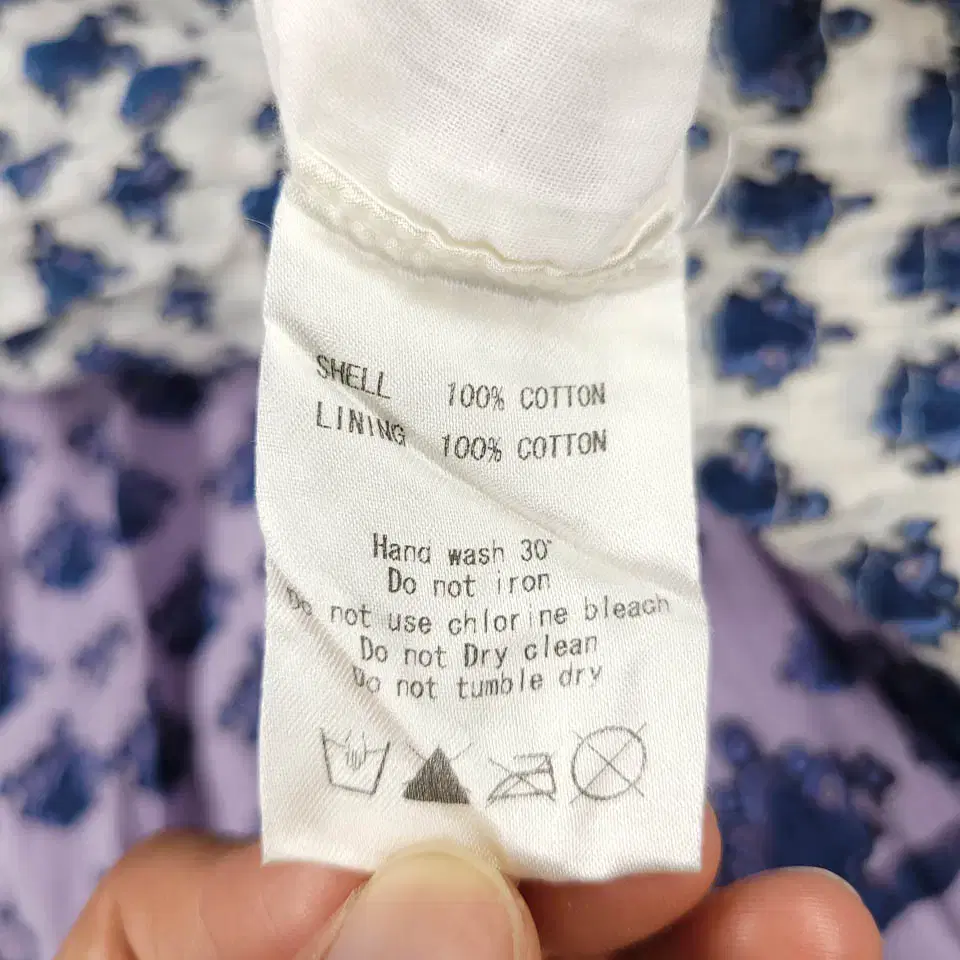 SHELL 100% COTTON
LINING 100% COTTON
Hand wash 30°
Do not iron
Do not use chlorine bleach
Do not Dry clean
Do not tumble dry